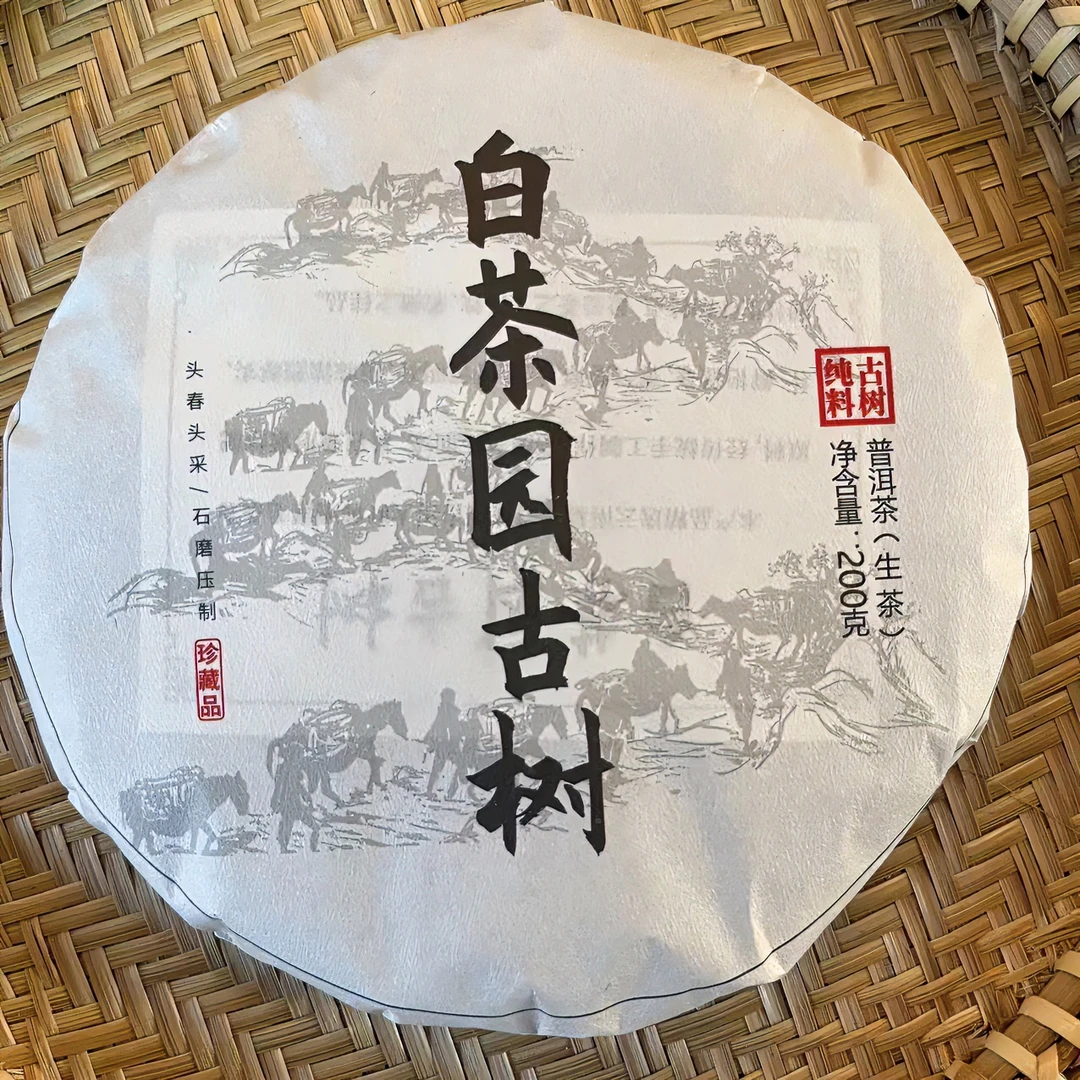 白茶园古树
古树
纯料
普洱茶(生茶)
净含量:200克
头春头采/石磨压制
珍藏品